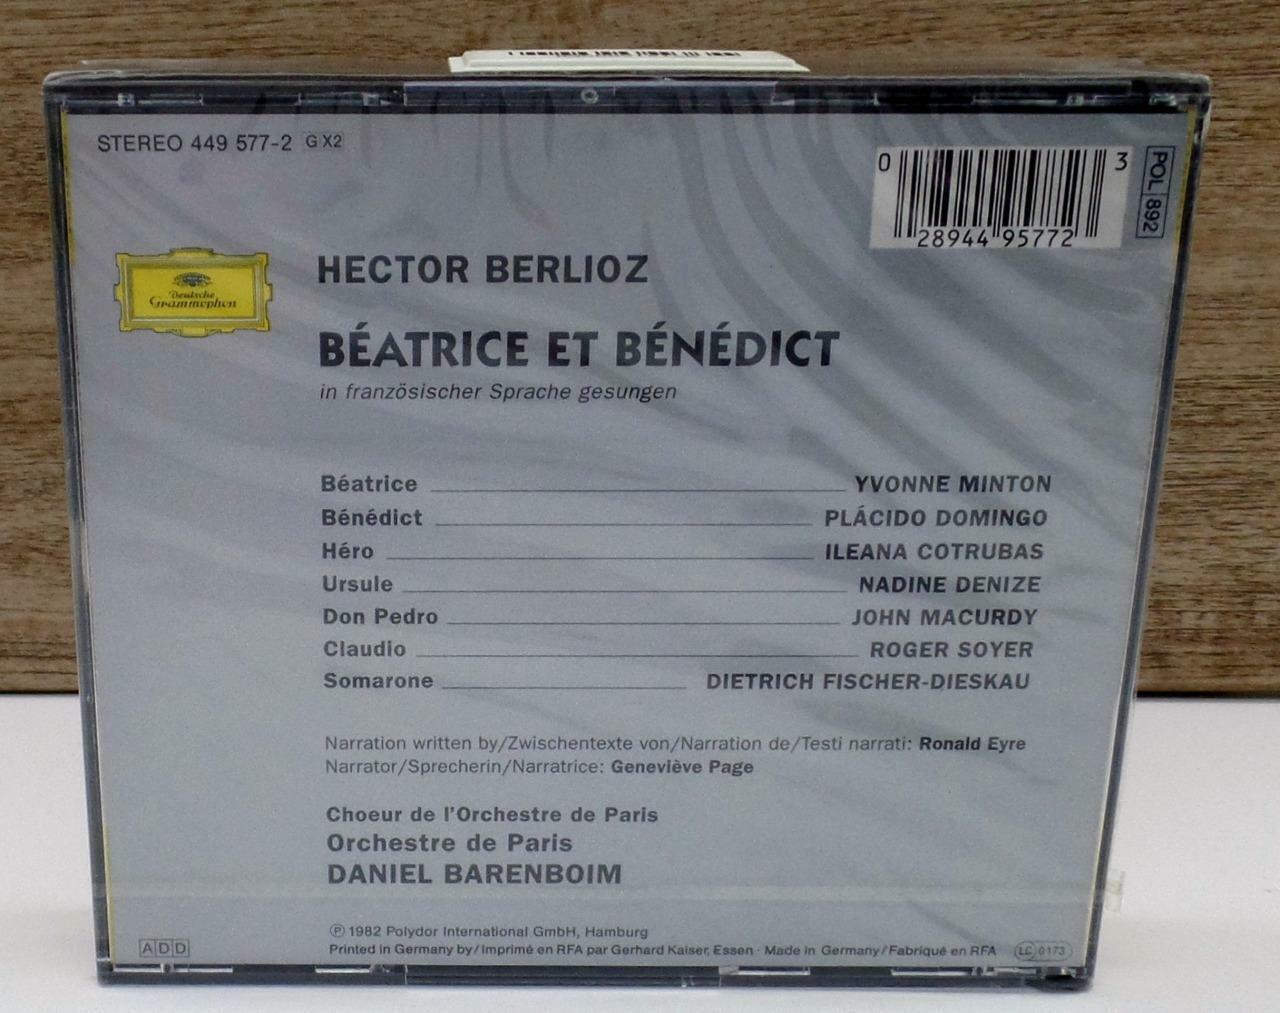 STEREO 449 577-2 G X2
0 28944 95772 3
POL 892
Deutsche
Grammophon
HECTOR BERLIOZ
BÉATRICE ET BÉNÉDICT
in französischer Sprache gesungen
Béatrice YVONNE MINTON
Bénédict PLÁCIDO DOMINGO
Héro ILEANA COTRUBAS
Ursule NADINE DENIZE
Don Pedro JOHN MACURDY
Claudio ROGER SOYER
Somarone DIETRICH FISCHER-DIESKAU
Narration written by/Zwischentexte von/Narration de/Testi narrati: Ronald Eyre
Narrator/Sprecherin/Narratrice: Geneviève Page
Choeur de l'Orchestre de Paris
Orchestre de Paris
DANIEL BARENBOIM
℗ 1982 Polydor International GmbH, Hamburg
Printed in Germany by/Imprimé en RFA par Gerhard Kaiser, Essen · Made in Germany/Fabriqué en RFA
ADD
LC 0173